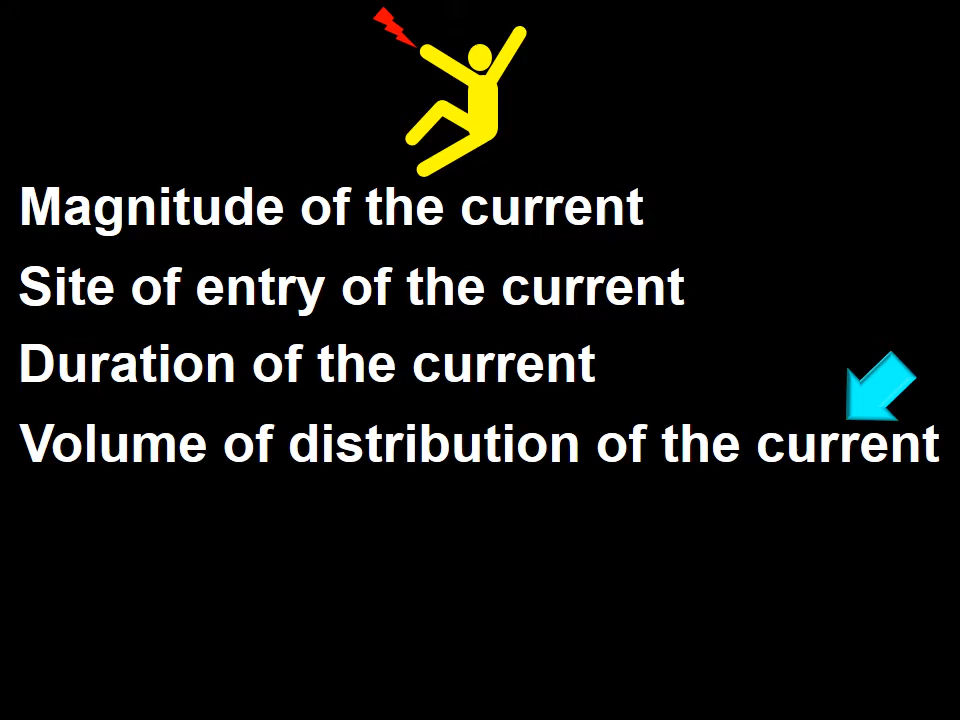 Magnitude of the current
Site of entry of the current
Duration of the current
Volume of distribution of the current